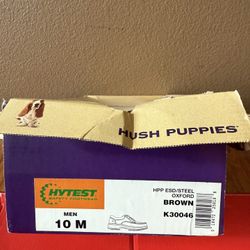 HUSH PUPPIES
HYTEST
SAFETY FOOTWEAR
MEN
10 M
HPP ESD/STEEL
OXFORD
BROWN
K30046